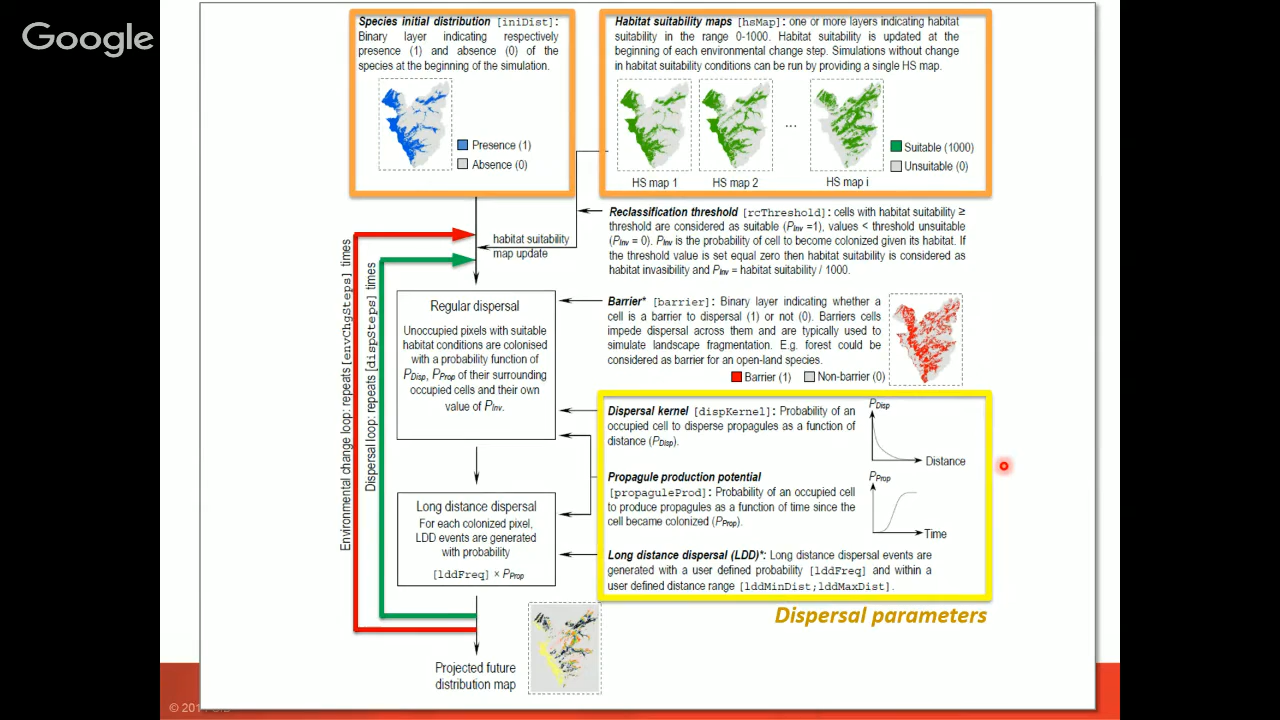 Google
Species initial distribution [iniDist]:
Binary layer indicating respectively
presence (1) and absence (0) of the
species at the beginning of the simulation.
Presence (1)
Absence (0)
Habitat suitability maps [hsMap]: one or more layers indicating habitat
suitability in the range 0-1000. Habitat suitability is updated at the
beginning of each environmental change step. Simulations without change
in habitat suitability conditions can be run by providing a single HS map.
...
Suitable (1000)
Unsuitable (0)
HS map 1
HS map 2
HS map i
Reclassification threshold [rcThreshold]: cells with habitat suitability ≥
threshold are considered as suitable (PInv =1), values < threshold unsuitable
(PInv = 0). PInv is the probability of cell to become colonized given its habitat. If
the threshold value is set equal zero then habitat suitability is considered as
habitat invasibility and PInv = habitat suitability / 1000.
habitat suitability
map update
Environmental change loop: repeats [envChgSteps] times
Dispersal loop: repeats [dispSteps] times
Regular dispersal
Unoccupied pixels with suitable
habitat conditions are colonised
with a probability function of
PDisp, PProp of their surrounding
occupied cells and their own
value of PInv.
Barrier* [barrier]: Binary layer indicating whether a
cell is a barrier to dispersal (1) or not (0). Barriers cells
impede dispersal across them and are typically used to
simulate landscape fragmentation. E.g. forest could be
considered as barrier for an open-land species.
Barrier (1)
Non-barrier (0)
Dispersal kernel [dispKernel]: Probability of an
occupied cell to disperse propagules as a function of
distance (PDisp).
PDisp
Distance
Propagule production potential
[propaguleProd]: Probability of an occupied cell
to produce propagules as a function of time since the
cell became colonized (PProp).
PProp
Time
Long distance dispersal
For each colonized pixel,
LDD events are generated
with probability
[lddFreq] × PProp
Long distance dispersal (LDD)*: Long distance dispersal events are
generated with a user defined probability [lddFreq] and within a
user defined distance range [lddMinDist;lddMaxDist].
Dispersal parameters
Projected future
distribution map